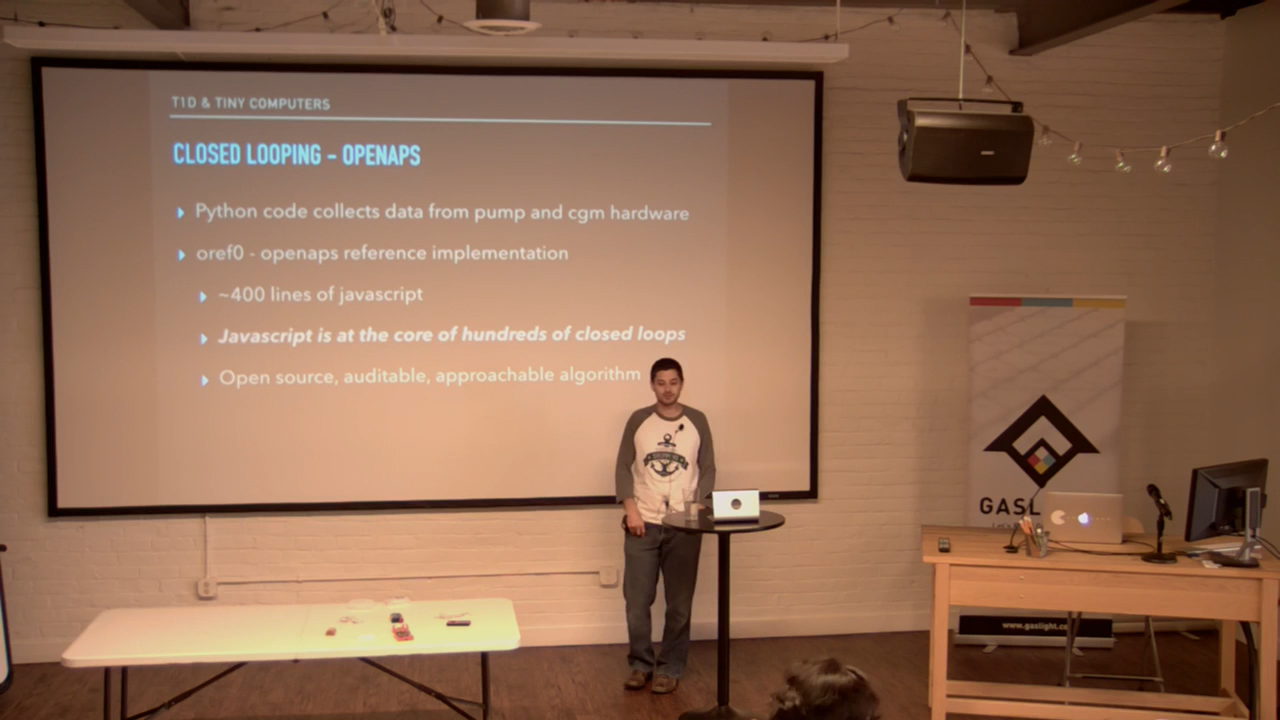 T1D & TINY COMPUTERS
CLOSED LOOPING - OPENAPS
Python code collects data from pump and cgm hardware
oref0 - openaps reference implementation
~400 lines of javascript
Javascript is at the core of hundreds of closed loops
Open source, auditable, approachable algorithm
GASL
www.gaslight.co